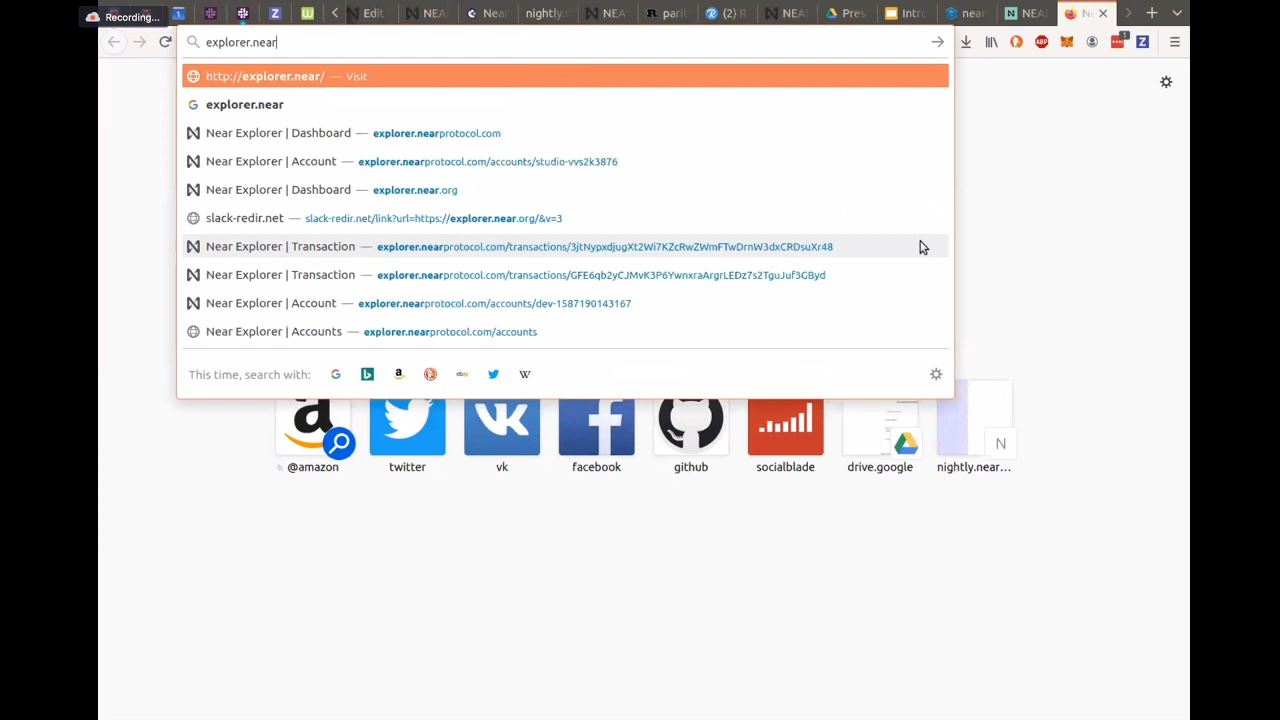 Recording...
Edit
NEA
Nea
nightly.
NEA
parit
(2) R
NEA
Pres
Intro
near
NEA
N
explorer.near
http://explorer.near/ — Visit
explorer.near
Near Explorer | Dashboard — explorer.nearprotocol.com
Near Explorer | Account — explorer.nearprotocol.com/accounts/studio-vvs2k3876
Near Explorer | Dashboard — explorer.near.org
slack-redir.net — slack-redir.net/link?url=https://explorer.near.org/&v=3
Near Explorer | Transaction — explorer.nearprotocol.com/transactions/3jtNypxdjugXt2Wi7KZcRwZWmFTwDrnW3dxCRDsuXr48
Near Explorer | Transaction — explorer.nearprotocol.com/transactions/GFE6qb2yCJMvK3P6YwnxraArgrLEDz7s2TguJuf3GByd
Near Explorer | Account — explorer.nearprotocol.com/accounts/dev-1587190143167
Near Explorer | Accounts — explorer.nearprotocol.com/accounts
This time, search with:
@amazon
twitter
vk
facebook
github
socialblade
drive.google
nightly.near...